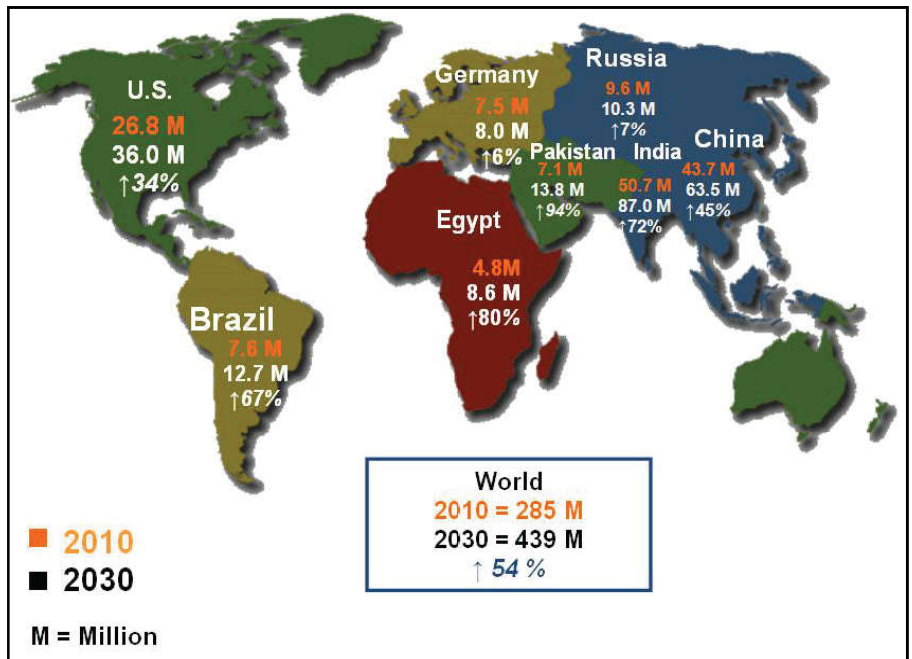 U.S.
26.8 M
36.0 M
↑34%
Germany
7.5 M
8.0 M
↑6%
Russia
9.6 M
10.3 M
↑7%
Pakistan
7.1 M
13.8 M
↑94%
India
50.7 M
87.0 M
↑72%
China
43.7 M
63.5 M
↑45%
Egypt
4.8M
8.6 M
↑80%
Brazil
7.6 M
12.7 M
↑67%
World
2010 = 285 M
2030 = 439 M
↑ 54 %
2010
2030
M = Million